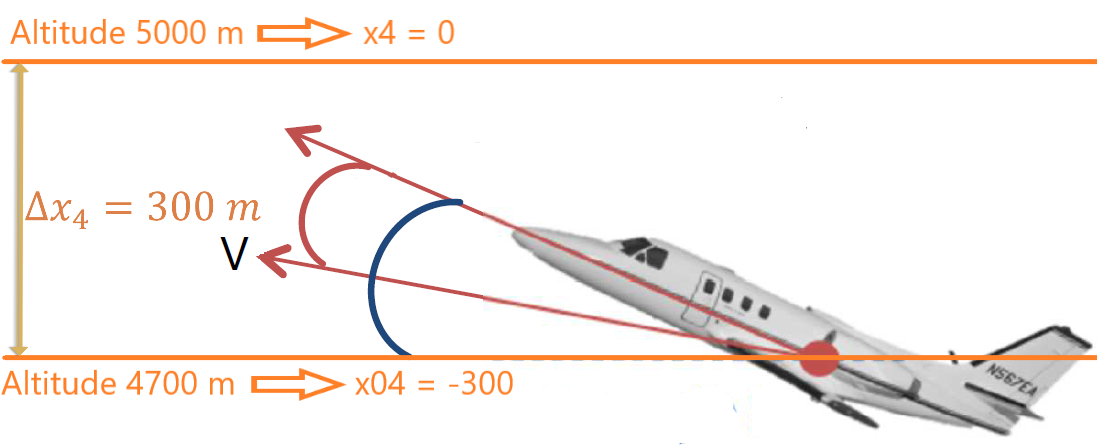 Altitude 5000 m x4 = 0
Δx₄ = 300 m
V
N567EA
Altitude 4700 m x04 = -300